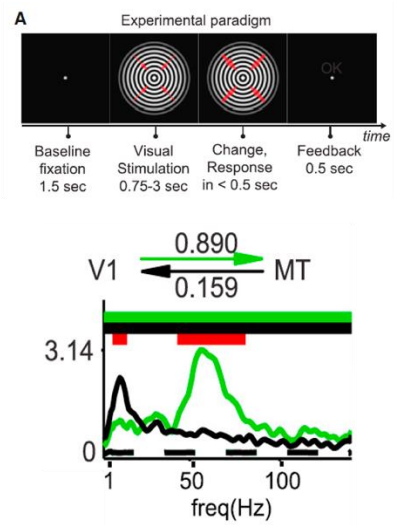 A
Experimental paradigm
OK
time
Baseline fixation 1.5 sec
Visual Stimulation 0.75-3 sec
Change, Response in < 0.5 sec
Feedback 0.5 sec
0.890
V1 MT
0.159
3.14
0
1 50 100
freq(Hz)